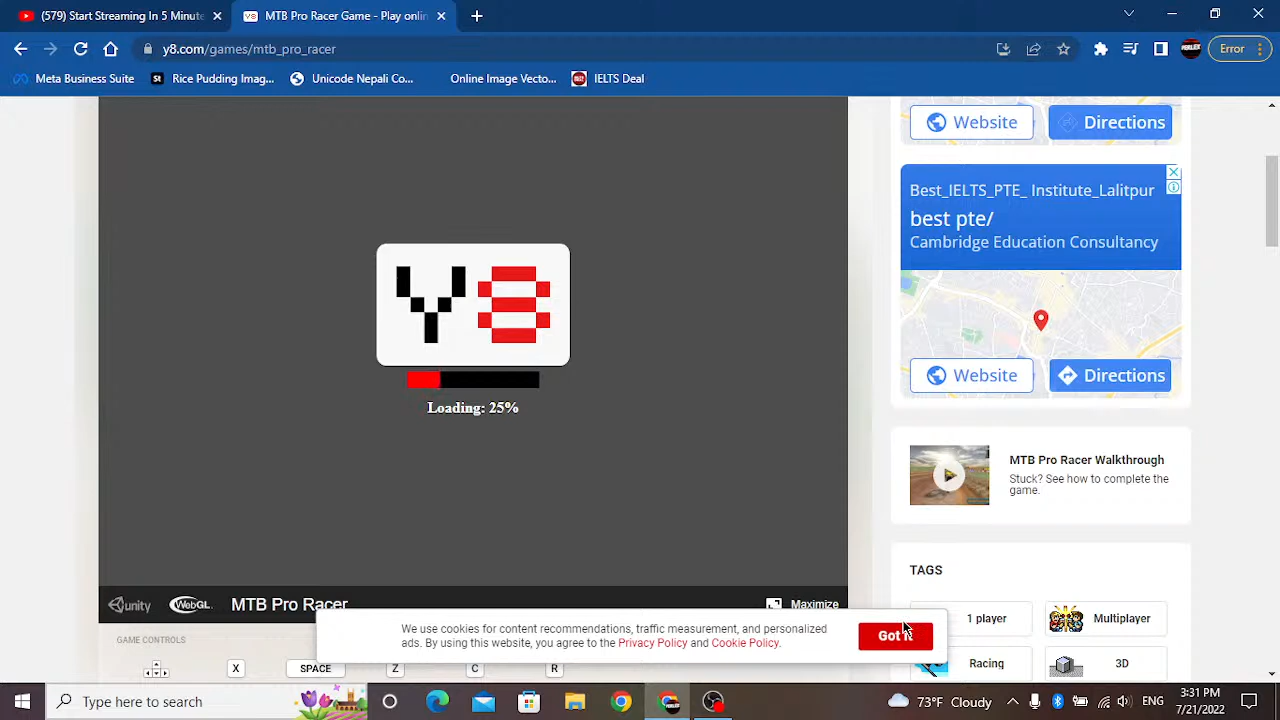 (579) Start Streaming In 5 Minute
MTB Pro Racer Game - Play onlin
y8.com/games/mtb_pro_racer
Error
Meta Business Suite
Rice Pudding Imag...
Unicode Nepali Co...
Online Image Vecto...
IELTS Deal
Website
Directions
Best_IELTS_PTE_ Institute_Lalitpur
best pte/
Cambridge Education Consultancy
Website
Directions
Y8
Loading: 25%
MTB Pro Racer Walkthrough
Stuck? See how to complete the
game.
TAGS
1 player
Multiplayer
Racing
3D
unity
WebGL
MTB Pro Racer
Maximize
GAME CONTROLS
We use cookies for content recommendations, traffic measurement, and personalized
ads. By using this website, you agree to the Privacy Policy and Cookie Policy.
Got it
X
SPACE
Z
C
R
Type here to search
73°F Cloudy
ENG
3:31 PM
7/21/2022